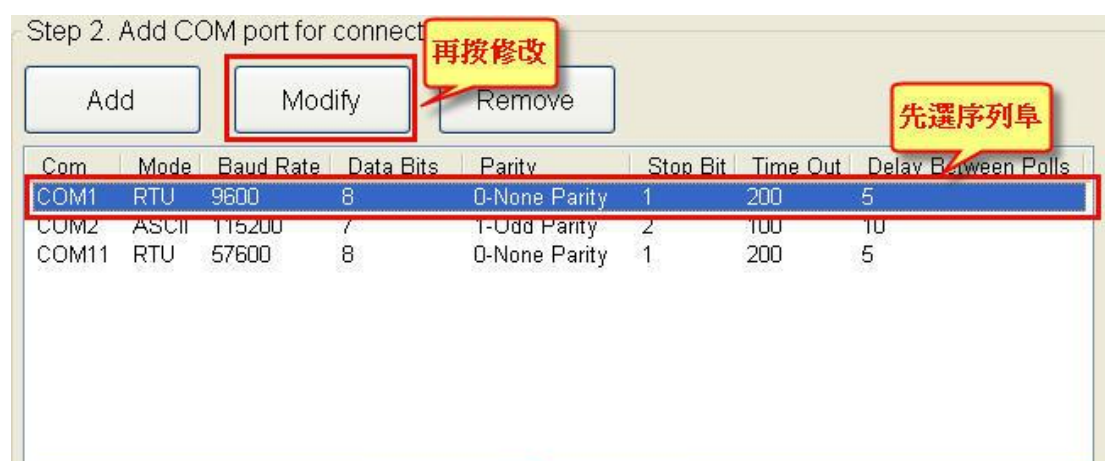 Step 2. Add COM port for connect
再按修改
Add Modify Remove
先選序列阜
Com Mode Baud Rate Data Bits Parity Stop Bit Time Out Delay Between Polls
COM1 RTU 9600 8 0-None Parity 1 200 5
COM2 ASCII 115200 7 1-Odd Parity 2 100 10
COM11 RTU 57600 8 0-None Parity 1 200 5